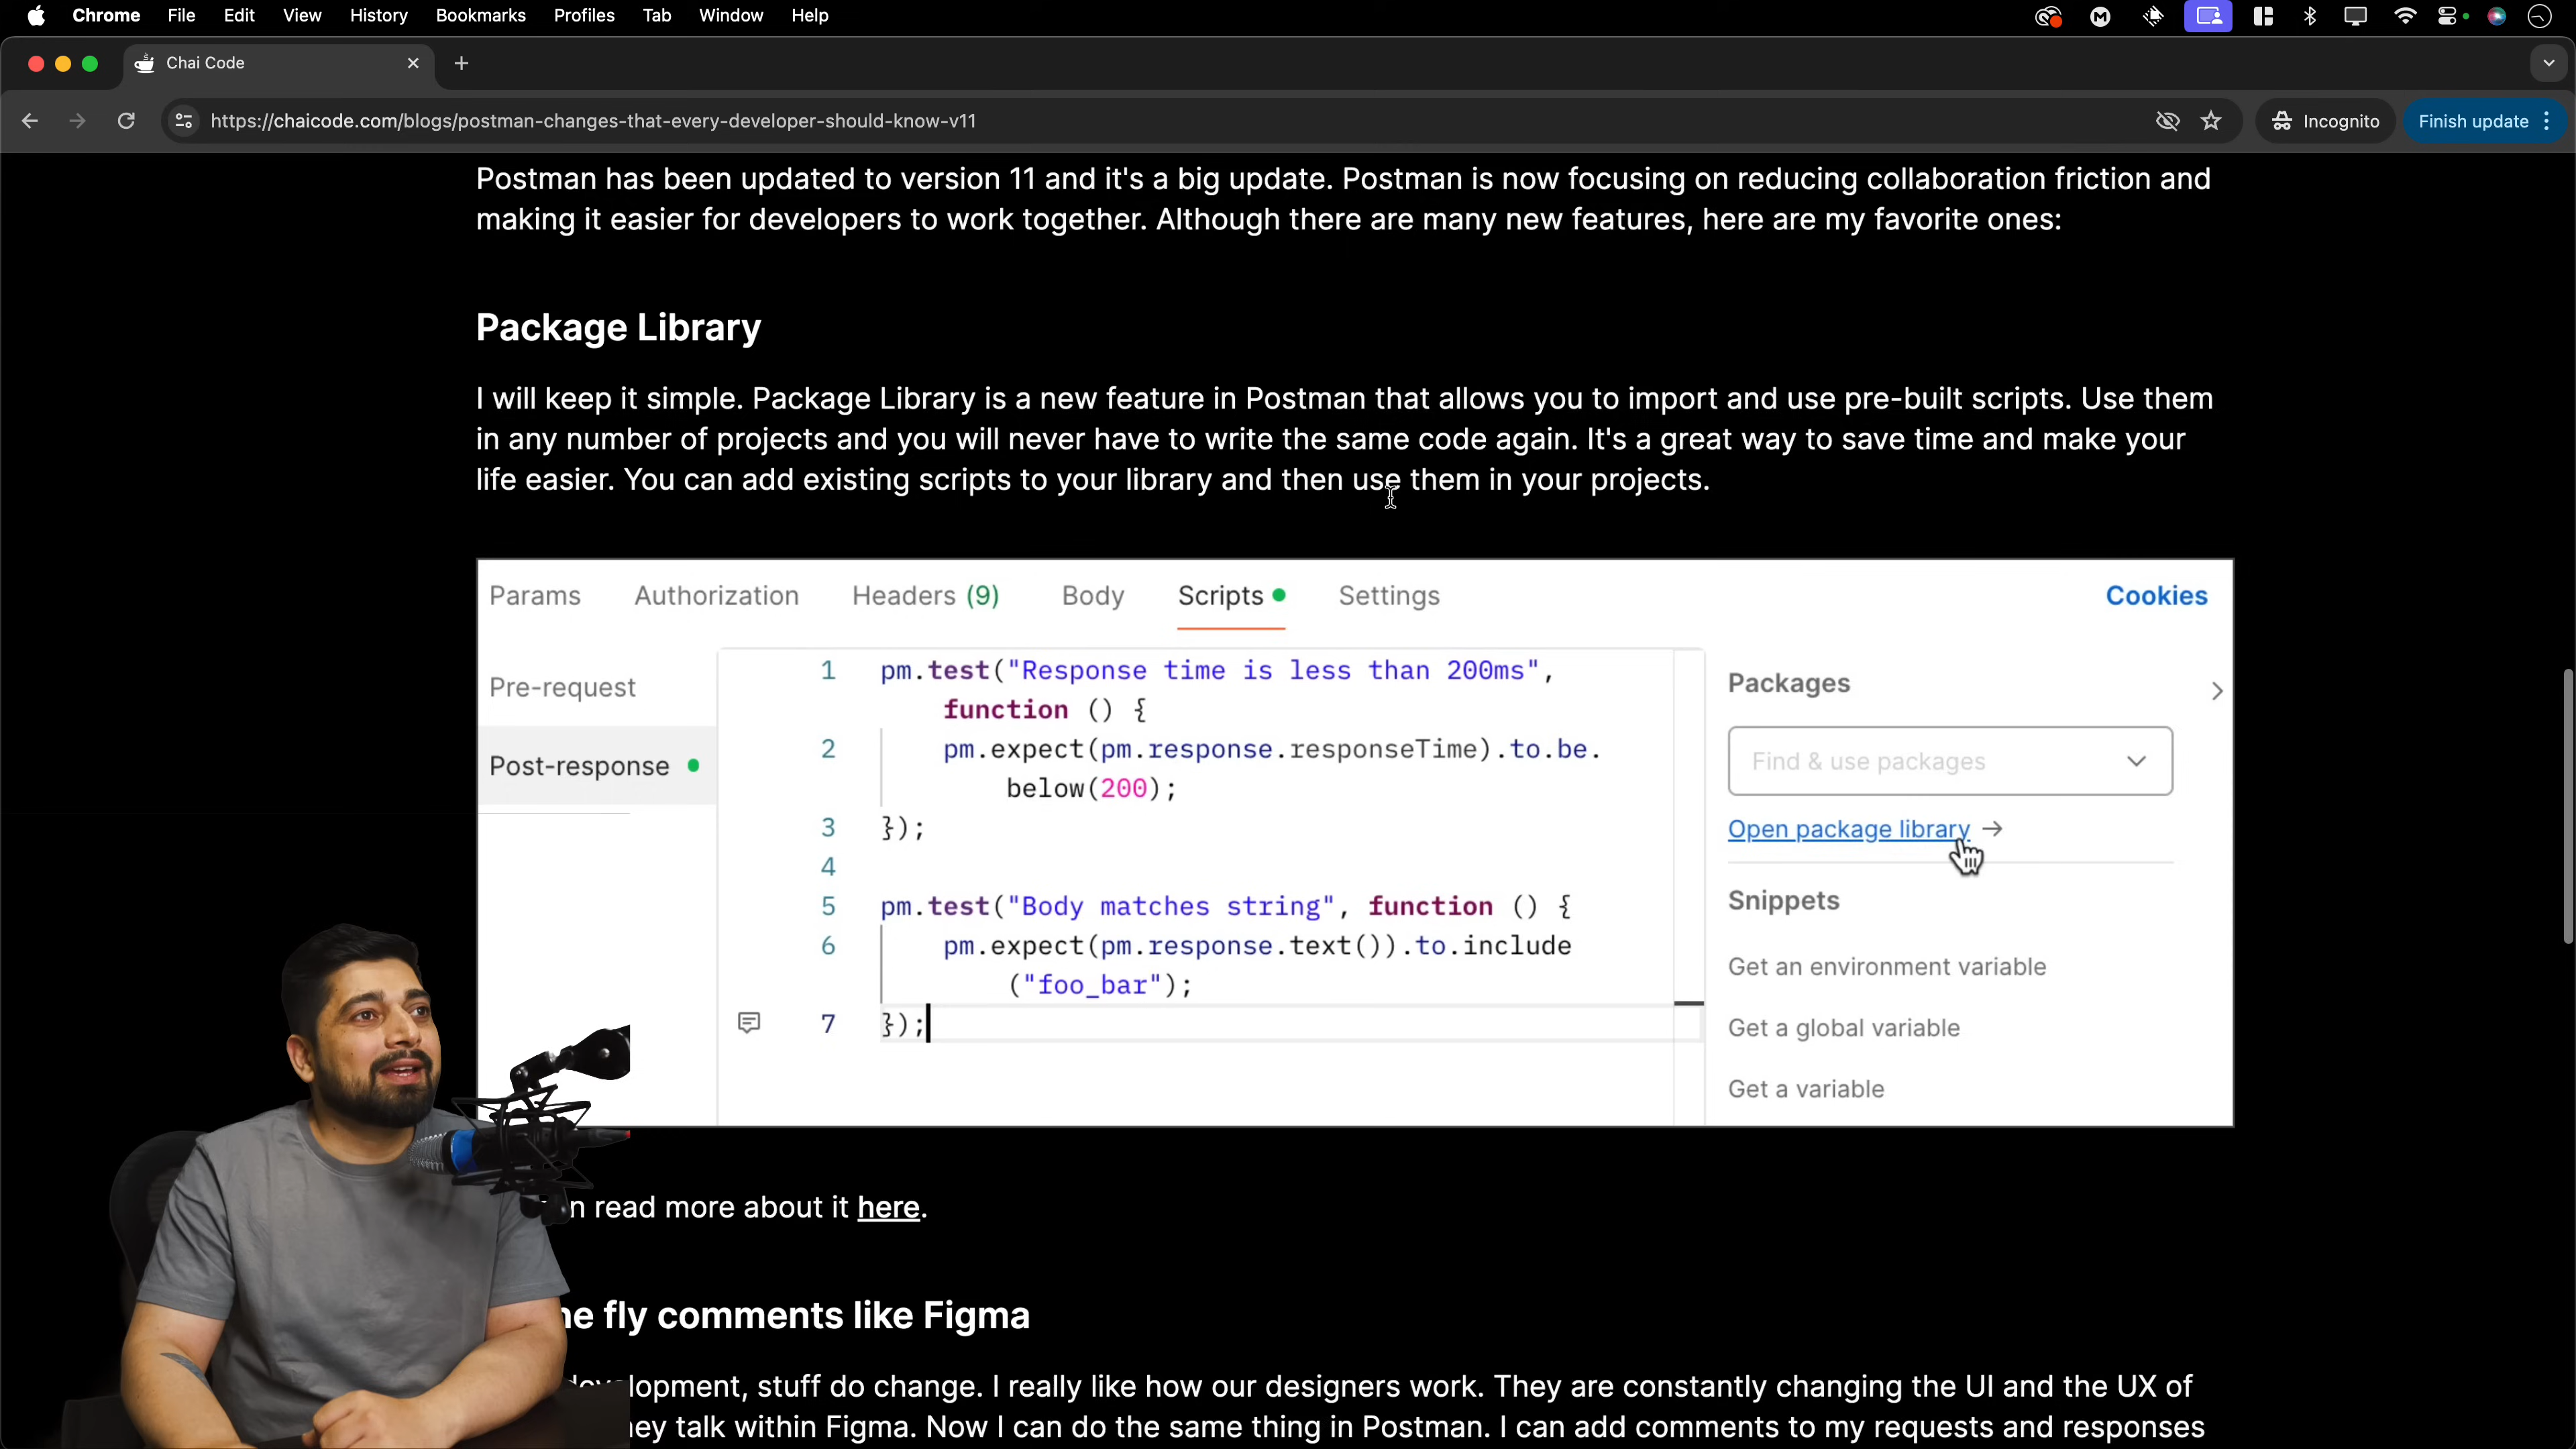 Chrome File Edit View History Bookmarks Profiles Tab Window Help
Chai Code
https://chaicode.com/blogs/postman-changes-that-every-developer-should-know-v11
Incognito
Finish update
Postman has been updated to version 11 and it's a big update. Postman is now focusing on reducing collaboration friction and
making it easier for developers to work together. Although there are many new features, here are my favorite ones:
Package Library
I will keep it simple. Package Library is a new feature in Postman that allows you to import and use pre-built scripts. Use them
in any number of projects and you will never have to write the same code again. It's a great way to save time and make your
life easier. You can add existing scripts to your library and then use them in your projects.
Params Authorization Headers (9) Body Scripts Settings Cookies
Pre-request
Post-response
1 pm.test("Response time is less than 200ms",
function () {
2 pm.expect(pm.response.responseTime).to.be.
below(200);
3 });
4
5 pm.test("Body matches string", function () {
6 pm.expect(pm.response.text()).to.include
("foo_bar");
7 });
Packages
Find & use packages
Open package library →
Snippets
Get an environment variable
Get a global variable
Get a variable
n read more about it here.
fly comments like Figma
lopment, stuff do change. I really like how our designers work. They are constantly changing the UI and the UX of
ey talk within Figma. Now I can do the same thing in Postman. I can add comments to my requests and responses